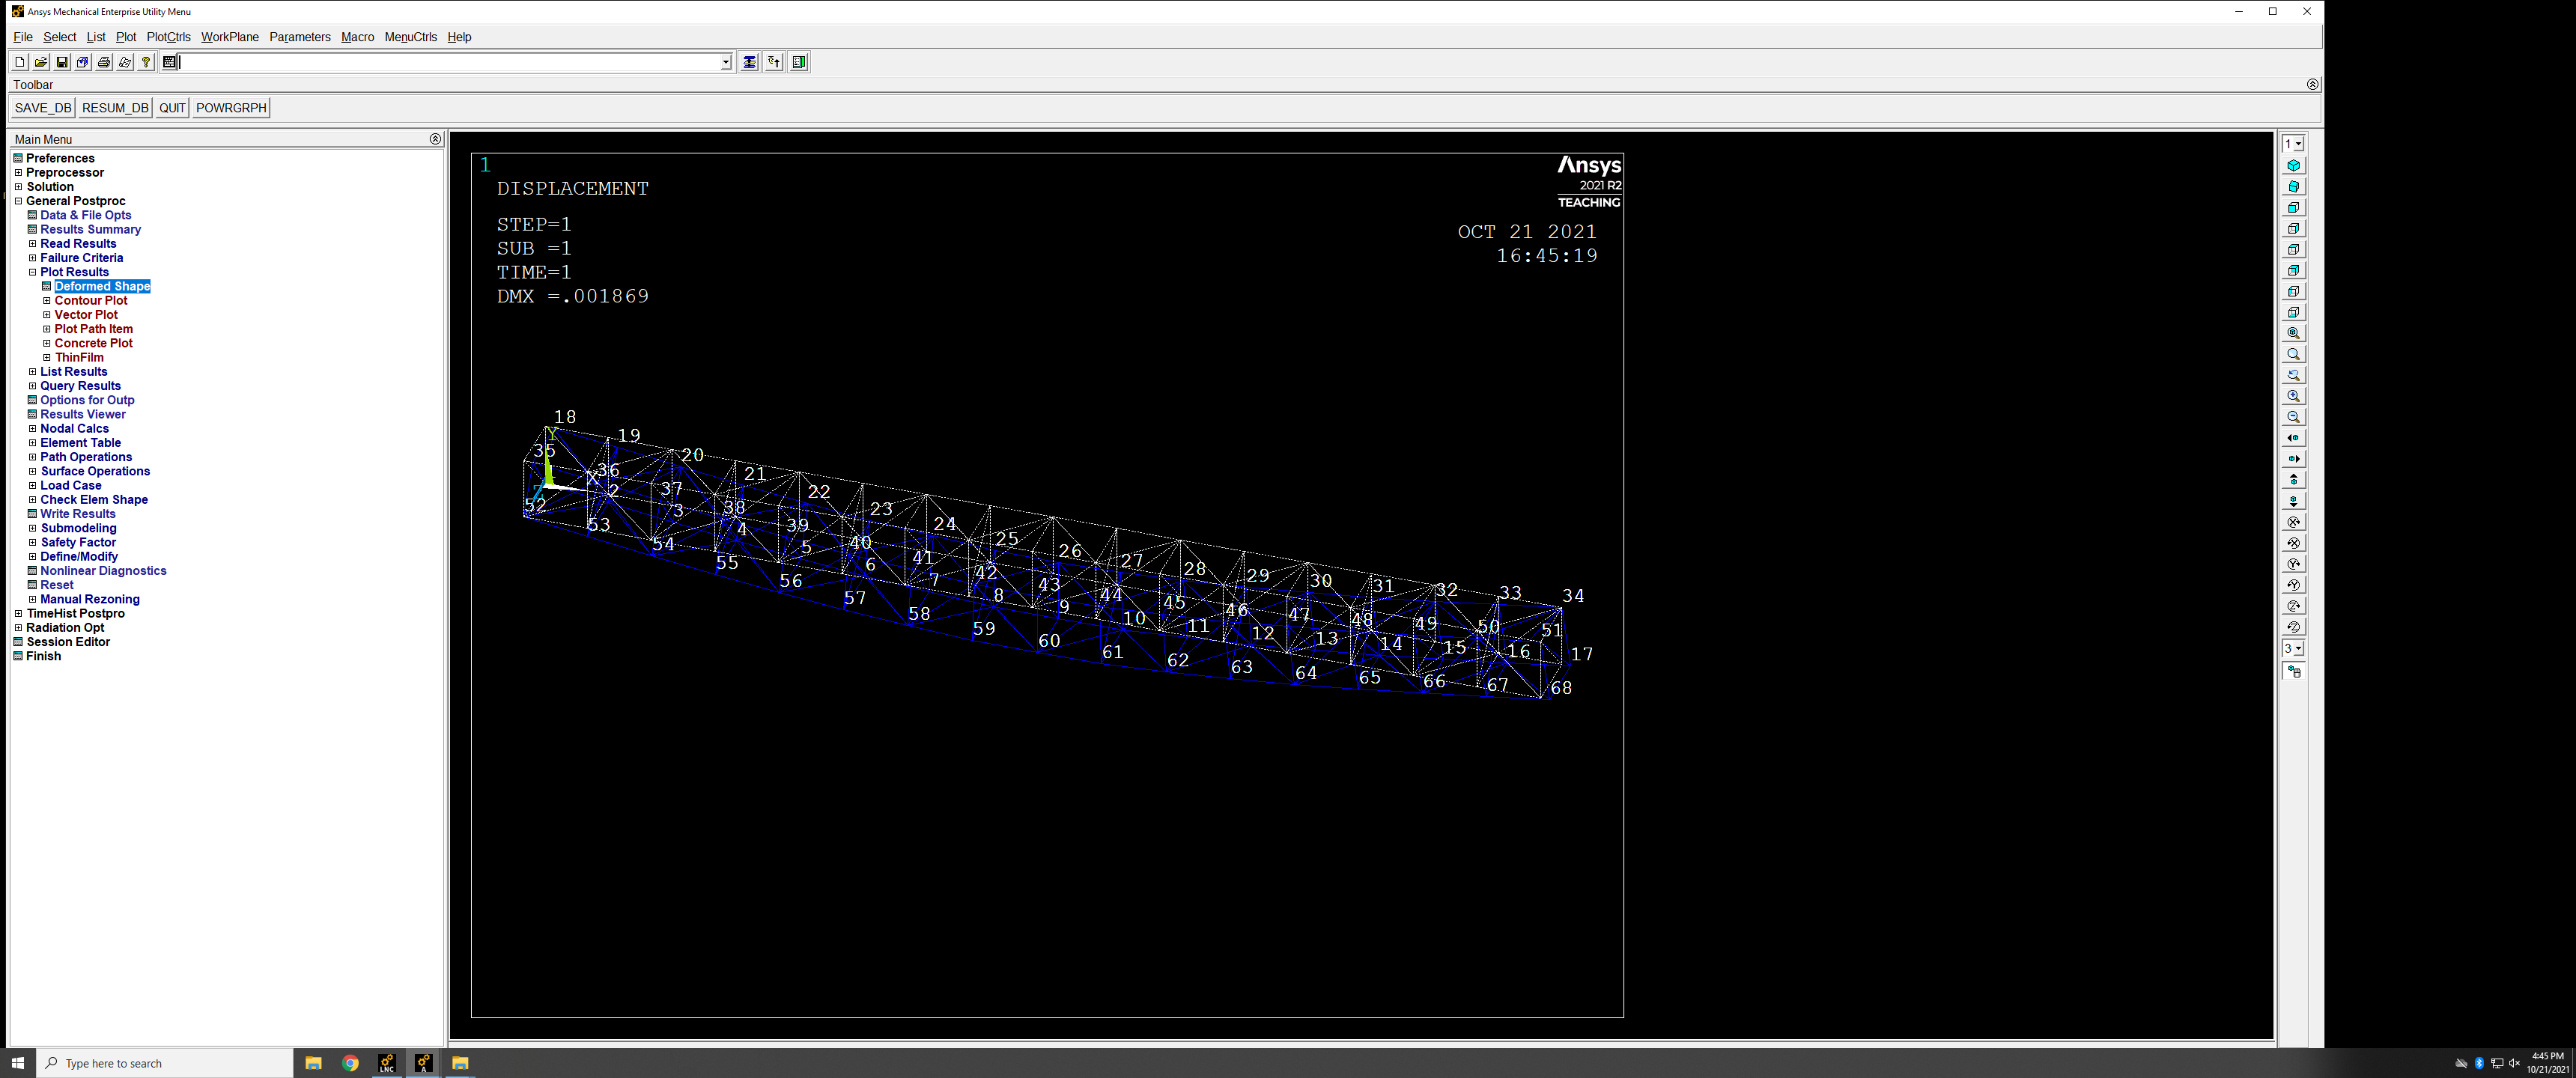 Ansys Mechanical Enterprise Utility Menu
File Select List Plot PlotCtrls WorkPlane Parameters Macro MenuCtrls Help
Toolbar
SAVE_DB RESUM_DB QUIT POWRGRPH
Main Menu
Preferences
Preprocessor
Solution
General Postproc
Data & File Opts
Results Summary
Read Results
Failure Criteria
Plot Results
Deformed Shape
Contour Plot
Vector Plot
Plot Path Item
Concrete Plot
ThinFilm
List Results
Query Results
Options for Outp
Results Viewer
Nodal Calcs
Element Table
Path Operations
Surface Operations
Load Case
Check Elem Shape
Write Results
Submodeling
Safety Factor
Define/Modify
Nonlinear Diagnostics
Reset
Manual Rezoning
TimeHist Postpro
Radiation Opt
Session Editor
Finish
1
DISPLACEMENT
STEP=1
SUB =1
TIME=1
DMX =.001869
Ansys
2021 R2
TEACHING
OCT 21 2021
16:45:19
18 19 20 21 22 23 24 25 26 27 28 29 30 31 32 33 34
Y
35 36 37 38 39 40 41 42 43 44 45 46 47 48 49 50 51
X
Z
2 3 4 5 6 7 8 9 10 11 12 13 14 15 16 17
52 53 54 55 56 57 58 59 60 61 62 63 64 65 66 67 68
1
3
Type here to search
LNC
A
4:45 PM
10/21/2021